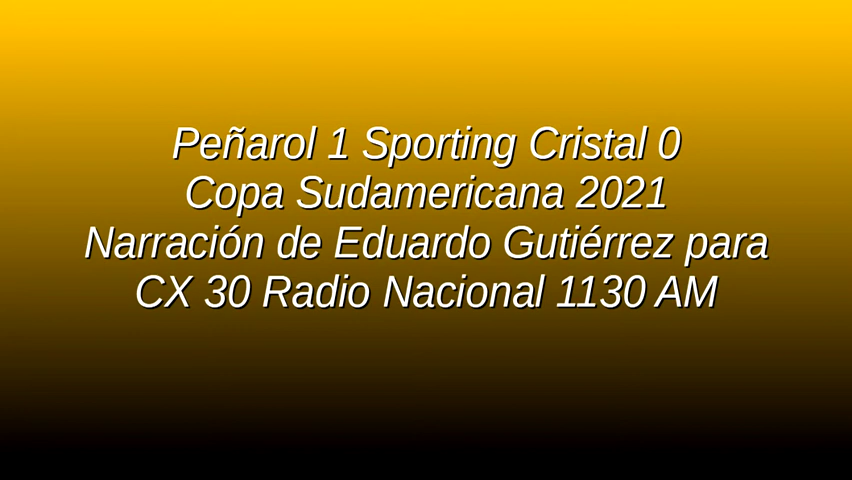 Peñarol 1 Sporting Cristal 0
Copa Sudamericana 2021
Narración de Eduardo Gutiérrez para
CX 30 Radio Nacional 1130 AM